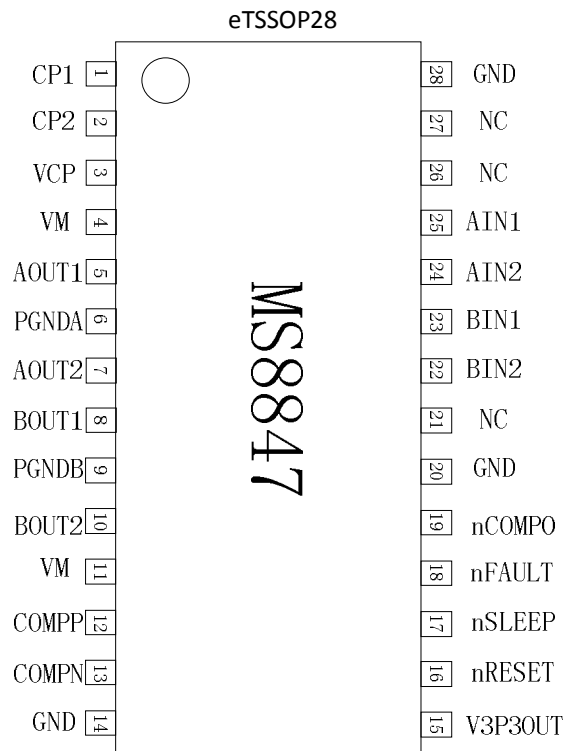 eTSSOP28
CP1 1 28 GND
CP2 2 27 NC
VCP 3 26 NC
VM 4 25 AIN1
AOUT1 5 24 AIN2
PGNDA 6 23 BIN1
AOUT2 7 22 BIN2
BOUT1 8 21 NC
PGNDB 9 20 GND
BOUT2 10 19 nCOMPO
VM 11 18 nFAULT
COMPP 12 17 nSLEEP
COMPN 13 16 nRESET
GND 14 15 V3P3OUT
MS8847